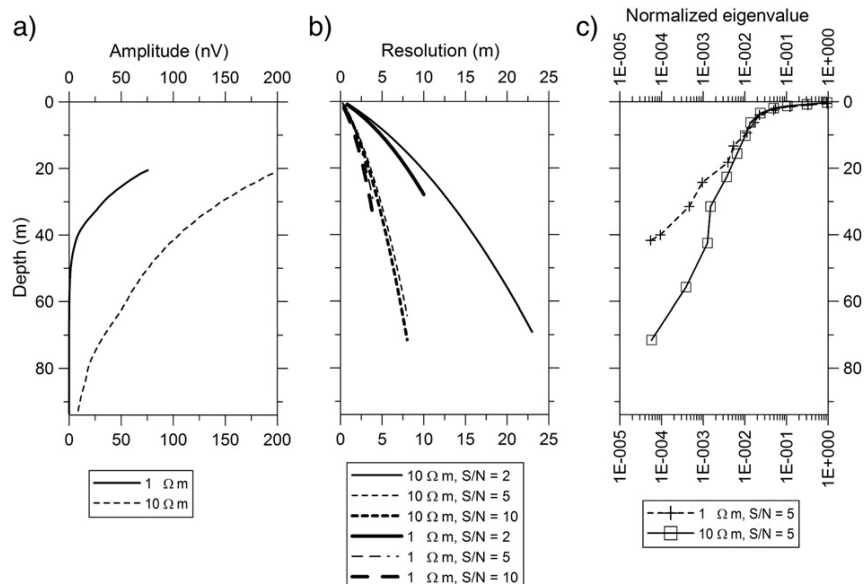 a)
Amplitude (nV)
0 50 100 150 200
Depth (m)
0
20
40
60
80
0 50 100 150 200
1 Ω m
10 Ω m
b)
Resolution (m)
0 5 10 15 20 25
0 5 10 15 20 25
10 Ω m, S/N = 2
10 Ω m, S/N = 5
10 Ω m, S/N = 10
1 Ω m, S/N = 2
1 Ω m, S/N = 5
1 Ω m, S/N = 10
c)
Normalized eigenvalue
1E-005 1E-004 1E-003 1E-002 1E-001 1E+000
0
20
40
60
80
1E-005 1E-004 1E-003 1E-002 1E-001 1E+000
1 Ω m, S/N = 5
10 Ω m, S/N = 5